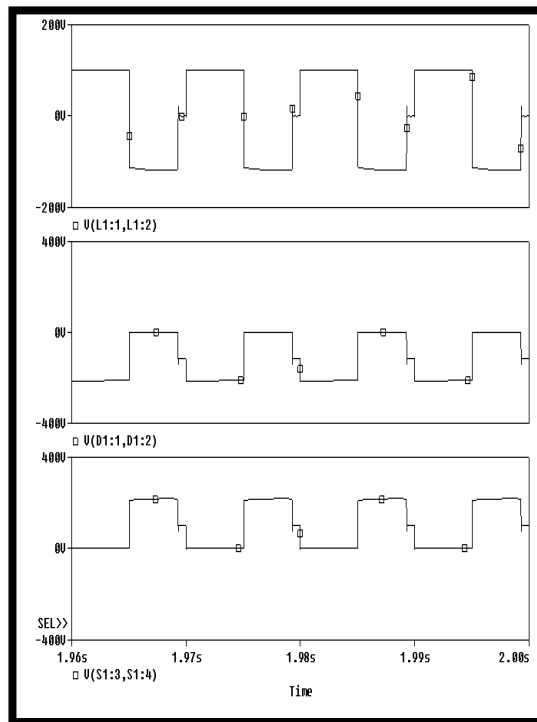 200V
0V
-200V
V(L1:1,L1:2)
400V
0V
-400V
V(D1:1,D1:2)
400V
0V
SEL>>
-400V
1.96s 1.97s 1.98s 1.99s 2.00s
V(S1:3,S1:4)
Time